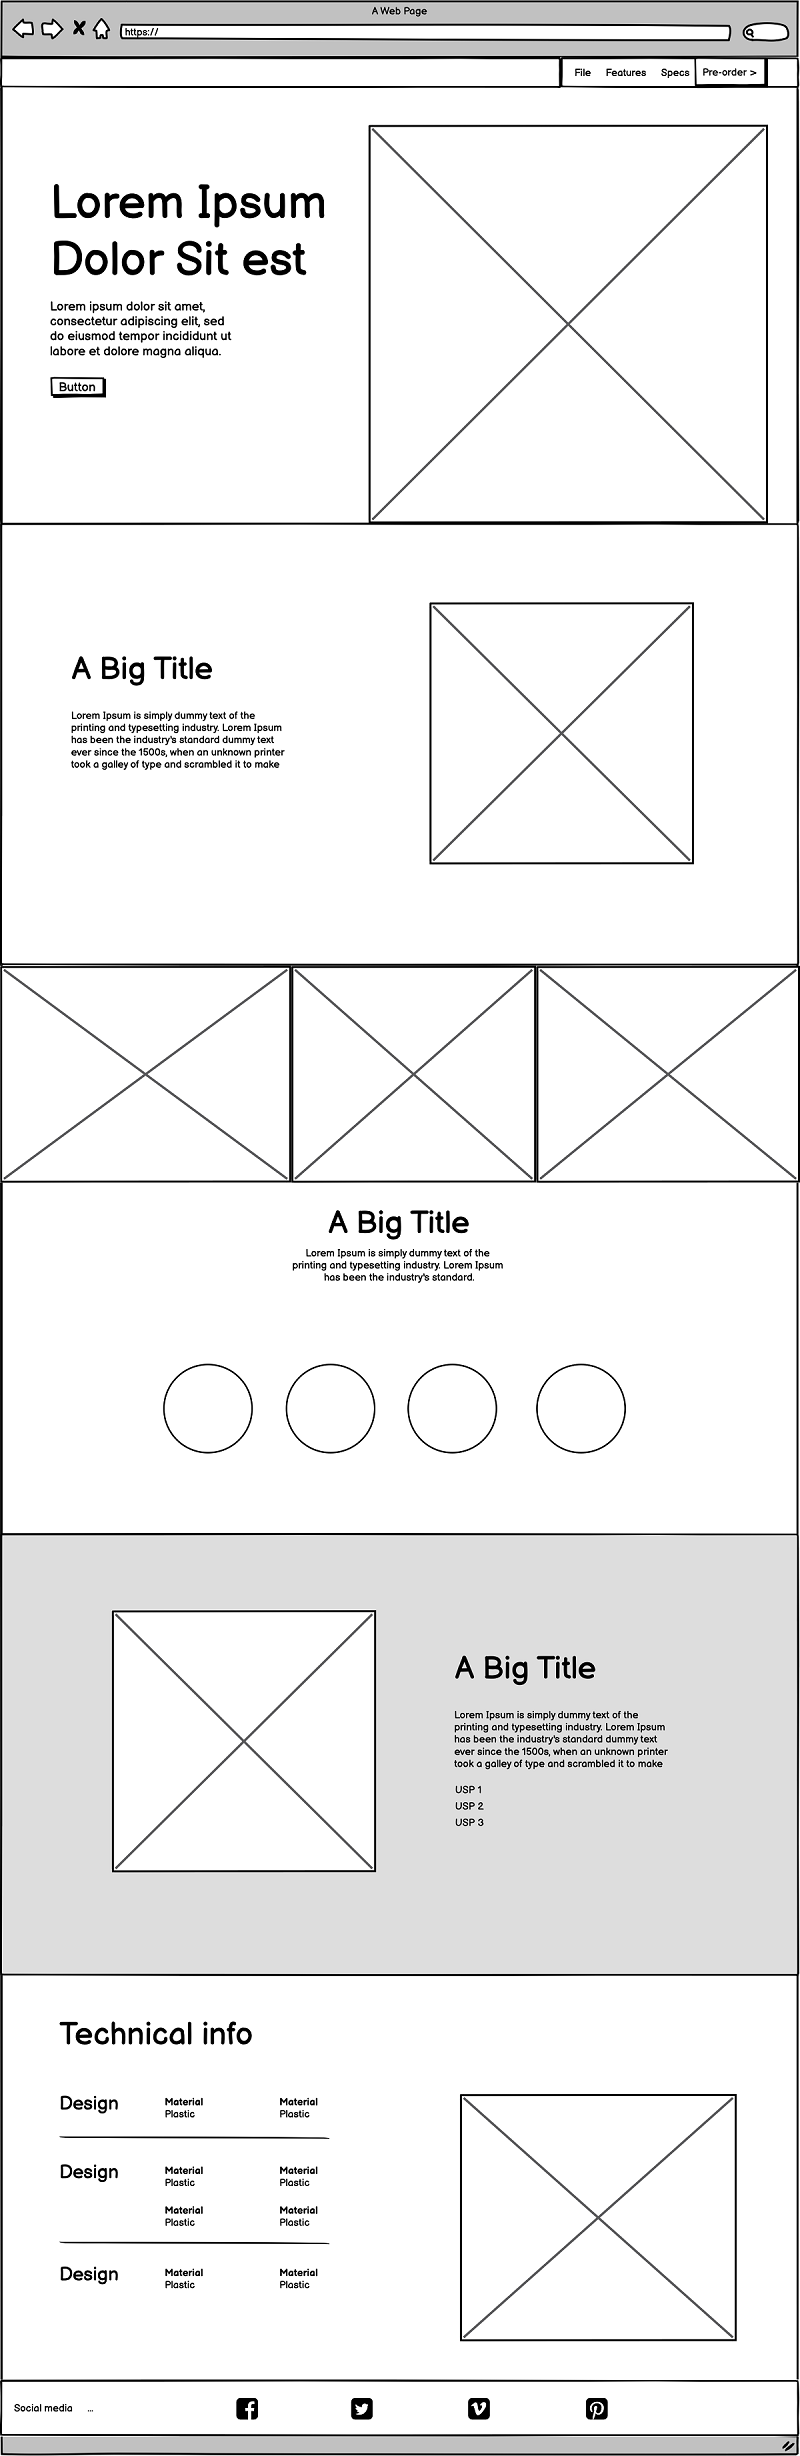 A Web Page
https://
File Features Specs Pre-order >
Lorem Ipsum
Dolor Sit est
Lorem ipsum dolor sit amet,
consectetur adipiscing elit, sed
do eiusmod tempor incididunt ut
labore et dolore magna aliqua.
Button
A Big Title
Lorem Ipsum is simply dummy text of the
printing and typesetting industry. Lorem Ipsum
has been the industry's standard dummy text
ever since the 1500s, when an unknown printer
took a galley of type and scrambled it to make
A Big Title
Lorem Ipsum is simply dummy text of the
printing and typesetting industry. Lorem Ipsum
has been the industry's standard.
A Big Title
Lorem Ipsum is simply dummy text of the
printing and typesetting industry. Lorem Ipsum
has been the industry's standard dummy text
ever since the 1500s, when an unknown printer
took a galley of type and scrambled it to make
USP 1
USP 2
USP 3
Technical info
Design Material Material
Plastic Plastic
Design Material Material
Plastic Plastic
Material Material
Plastic Plastic
Design Material Material
Plastic Plastic
Social media ...